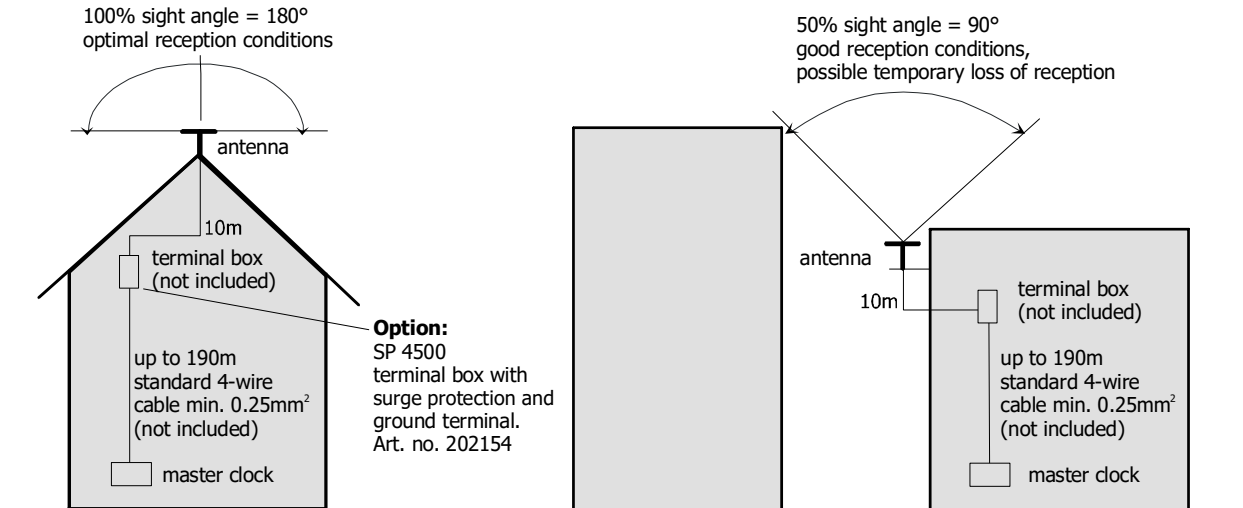 100% sight angle = 180°
optimal reception conditions
antenna
10m
terminal box
(not included)
Option:
SP 4500
terminal box with
surge protection and
ground terminal.
Art. no. 202154
up to 190m
standard 4-wire
cable min. 0.25mm²
(not included)
master clock
50% sight angle = 90°
good reception conditions,
possible temporary loss of reception
antenna
10m
terminal box
(not included)
up to 190m
standard 4-wire
cable min. 0.25mm²
(not included)
master clock